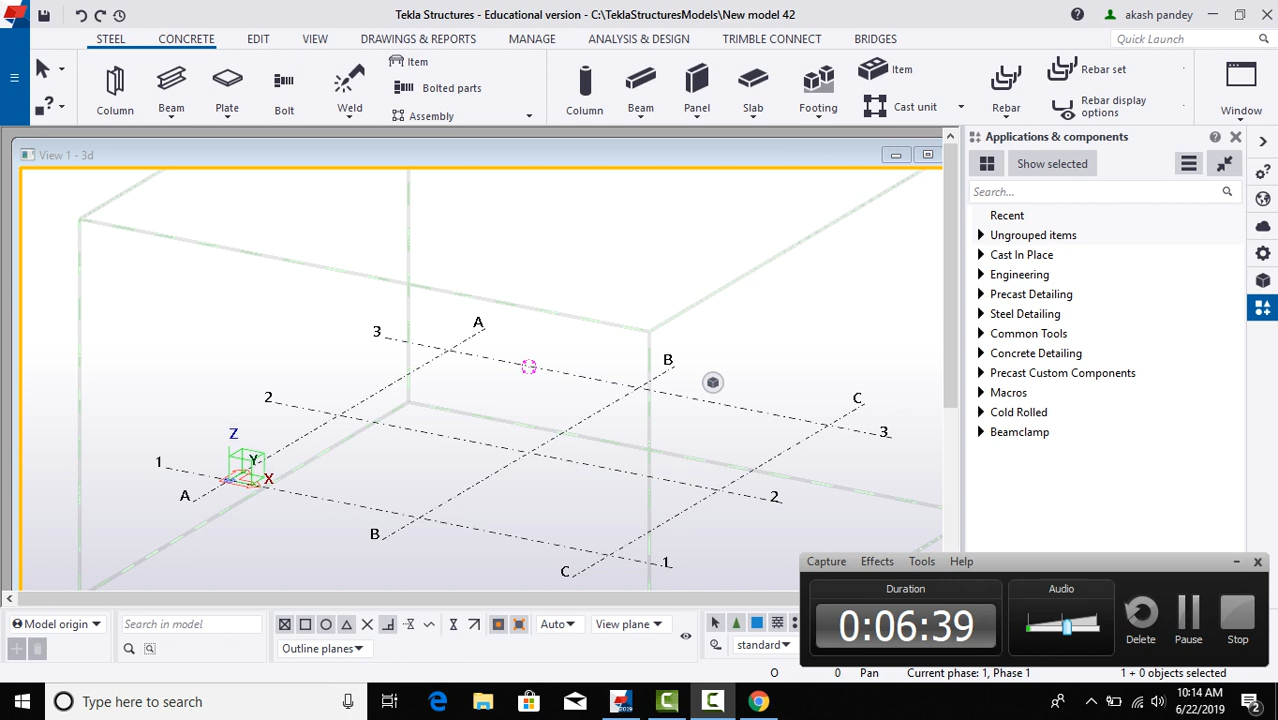 Tekla Structures - Educational version - C:\TeklaStructuresModels\New model 42
akash pandey
STEEL CONCRETE EDIT VIEW DRAWINGS & REPORTS MANAGE ANALYSIS & DESIGN TRIMBLE CONNECT BRIDGES
Quick Launch
Column Beam Plate Bolt Weld
Item
Bolted parts
Assembly
Column Beam Panel Slab Footing
Item
Cast unit
Rebar
Rebar set
Rebar display options
Window
View 1 - 3d
Applications & components
Show selected
Search...
Recent
Ungrouped items
Cast In Place
Engineering
Precast Detailing
Steel Detailing
Common Tools
Concrete Detailing
Precast Custom Components
Macros
Cold Rolled
Beamclamp
A
3
B
2
C
Z
3
1
Y
X
A
2
B
1
C
Capture Effects Tools Help
Duration
0:06:39
Audio
Delete Pause Stop
Model origin
Search in model
Auto
View plane
Outline planes
standard
O 0 Pan Current phase: 1, Phase 1 1 + 0 objects selected
Type here to search
2019
10:14 AM
6/22/2019
2